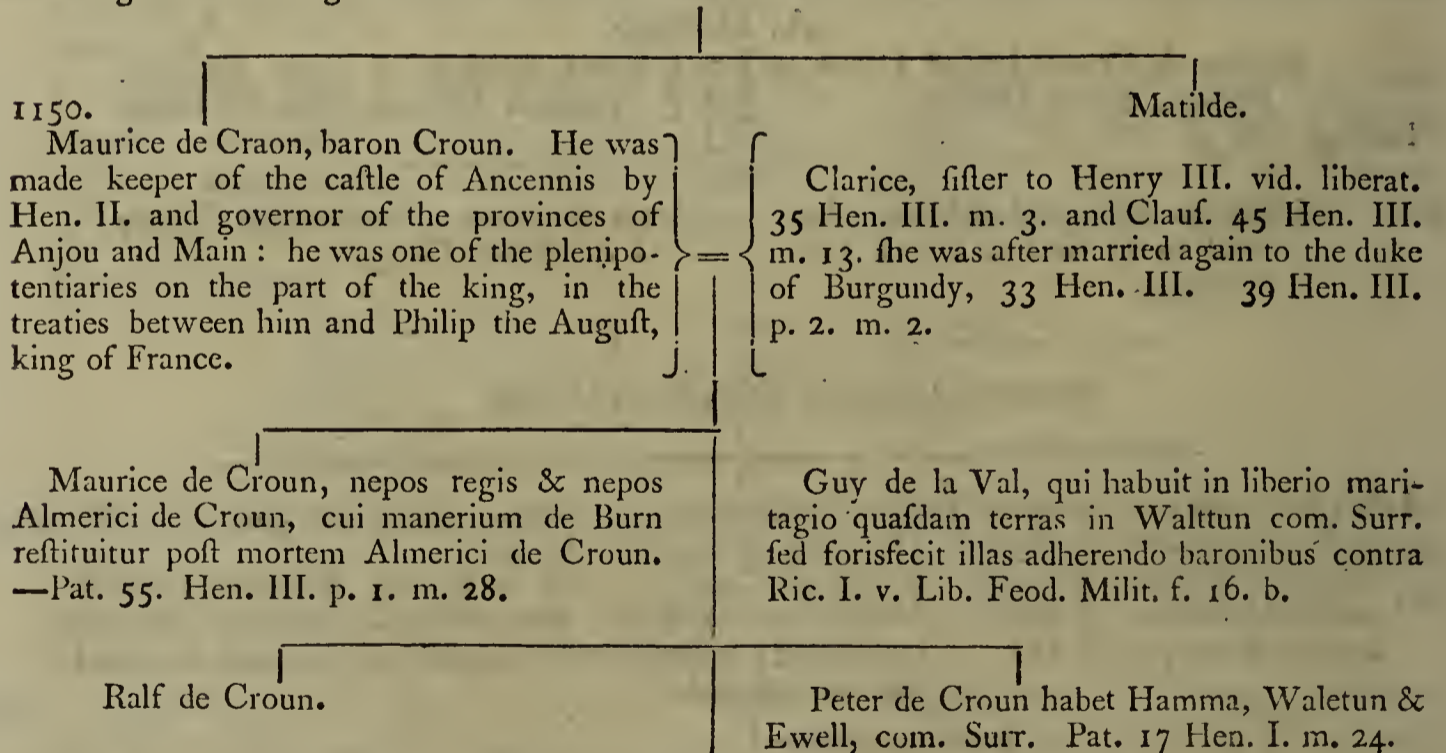 1150.
Matilde.
Maurice de Craon, baron Croun. He was
made keeper of the caſtle of Ancennis by
Hen. II. and governor of the provinces of
Anjou and Main : he was one of the plenipo-
tentiaries on the part of the king, in the
treaties between him and Philip the Auguſt,
king of France.
=
Clarice, ſiſter to Henry III. vid. liberat.
35 Hen. III. m. 3. and Clauſ. 45 Hen. III.
m. 13. ſhe was after married again to the duke
of Burgundy, 33 Hen. III. 39 Hen. III.
p. 2. m. 2.
Maurice de Croun, nepos regis & nepos
Almerici de Croun, cui manerium de Burn
reſtituitur poſt mortem Almerici de Croun.
—Pat. 55. Hen. III. p. 1. m. 28.
Guy de la Val, qui habuit in liberio mari-
tagio quaſdam terras in Walttun com. Surr.
ſed forisfecit illas adherendo baronibus contra
Ric. I. v. Lib. Feod. Milit. f. 16. b.
Ralf de Croun.
Peter de Croun habet Hamma, Waletun &
Ewell, com. Surr. Pat. 17 Hen. I. m. 24.